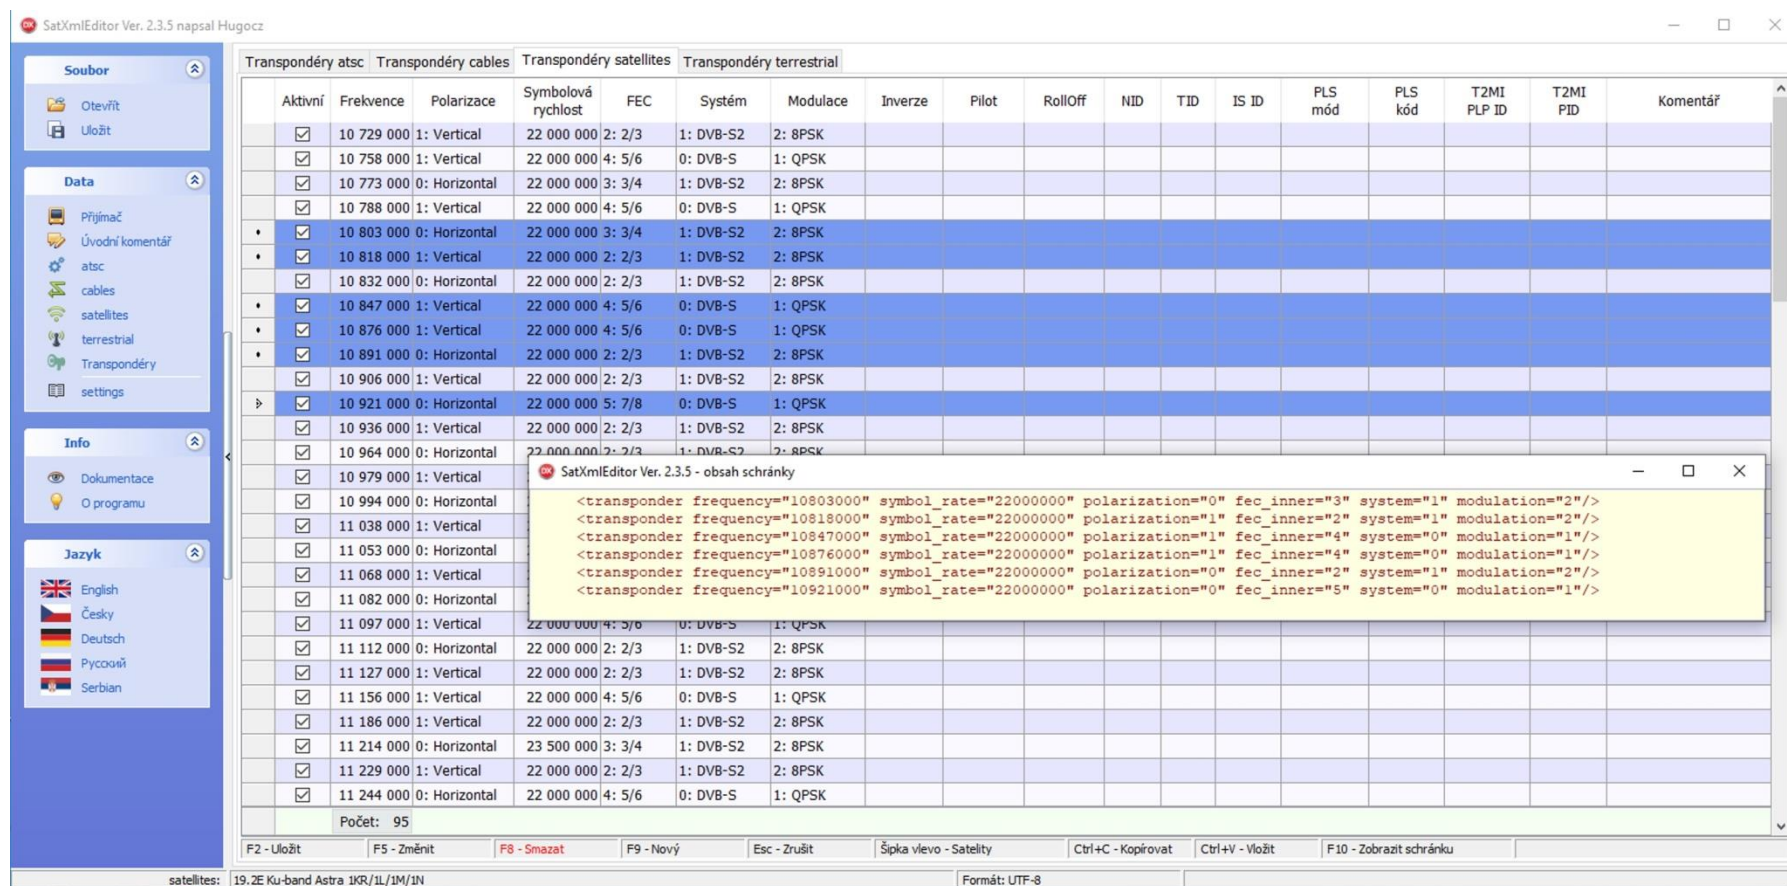 SatXmlEditor Ver. 2.3.5 napsal Hugocz
Soubor
Otevřít
Uložit
Data
Přijímač
Úvodní komentář
atsc
cables
satellites
terrestrial
Transpondéry
settings
Info
Dokumentace
O programu
Jazyk
English
Česky
Deutsch
Русский
Serbian
Transpondéry atsc Transpondéry cables Transpondéry satellites Transpondéry terrestrial
Aktivní Frekvence Polarizace Symbolová rychlost FEC Systém Modulace Inverze Pilot RollOff NID TID IS ID PLS mód PLS kód T2MI PLP ID T2MI PID Komentář
10 729 000 1: Vertical 22 000 000 2: 2/3 1: DVB-S2 2: 8PSK
10 758 000 1: Vertical 22 000 000 4: 5/6 0: DVB-S 1: QPSK
10 773 000 0: Horizontal 22 000 000 3: 3/4 1: DVB-S2 2: 8PSK
10 788 000 1: Vertical 22 000 000 4: 5/6 0: DVB-S 1: QPSK
10 803 000 0: Horizontal 22 000 000 3: 3/4 1: DVB-S2 2: 8PSK
10 818 000 1: Vertical 22 000 000 2: 2/3 1: DVB-S2 2: 8PSK
10 832 000 0: Horizontal 22 000 000 2: 2/3 1: DVB-S2 2: 8PSK
10 847 000 1: Vertical 22 000 000 4: 5/6 0: DVB-S 1: QPSK
10 876 000 1: Vertical 22 000 000 4: 5/6 0: DVB-S 1: QPSK
10 891 000 0: Horizontal 22 000 000 2: 2/3 1: DVB-S2 2: 8PSK
10 906 000 1: Vertical 22 000 000 2: 2/3 1: DVB-S2 2: 8PSK
10 921 000 0: Horizontal 22 000 000 5: 7/8 0: DVB-S 1: QPSK
10 936 000 1: Vertical 22 000 000 2: 2/3 1: DVB-S2 2: 8PSK
10 964 000 0: Horizontal 22 000 000 2: 2/3 1: DVB-S2 2: 8PSK
10 979 000 1: Vertical
10 994 000 0: Horizontal
11 038 000 1: Vertical
11 053 000 0: Horizontal
11 068 000 1: Vertical
11 082 000 0: Horizontal
11 097 000 1: Vertical 22 000 000 4: 5/6 0: DVB-S 1: QPSK
11 112 000 0: Horizontal 22 000 000 2: 2/3 1: DVB-S2 2: 8PSK
11 127 000 1: Vertical 22 000 000 2: 2/3 1: DVB-S2 2: 8PSK
11 156 000 1: Vertical 22 000 000 4: 5/6 0: DVB-S 1: QPSK
11 186 000 1: Vertical 22 000 000 2: 2/3 1: DVB-S2 2: 8PSK
11 214 000 0: Horizontal 23 500 000 3: 3/4 1: DVB-S2 2: 8PSK
11 229 000 1: Vertical 22 000 000 2: 2/3 1: DVB-S2 2: 8PSK
11 244 000 0: Horizontal 22 000 000 4: 5/6 0: DVB-S 1: QPSK
Počet: 95
SatXmlEditor Ver. 2.3.5 - obsah schránky
<transponder frequency="10803000" symbol_rate="22000000" polarization="0" fec_inner="3" system="1" modulation="2"/>
<transponder frequency="10818000" symbol_rate="22000000" polarization="1" fec_inner="2" system="1" modulation="2"/>
<transponder frequency="10847000" symbol_rate="22000000" polarization="1" fec_inner="4" system="0" modulation="1"/>
<transponder frequency="10876000" symbol_rate="22000000" polarization="1" fec_inner="4" system="0" modulation="1"/>
<transponder frequency="10891000" symbol_rate="22000000" polarization="0" fec_inner="2" system="1" modulation="2"/>
<transponder frequency="10921000" symbol_rate="22000000" polarization="0" fec_inner="5" system="0" modulation="1"/>
F2 - Uložit F5 - Změnit F8 - Smazat F9 - Nový Esc - Zrušit Šipka vlevo - Satelity Ctrl+C - Kopírovat Ctrl+V - Vložit F10 - Zobrazit schránku
satellites: 19.2E Ku-band Astra 1KR/1L/1M/1N Formát: UTF-8